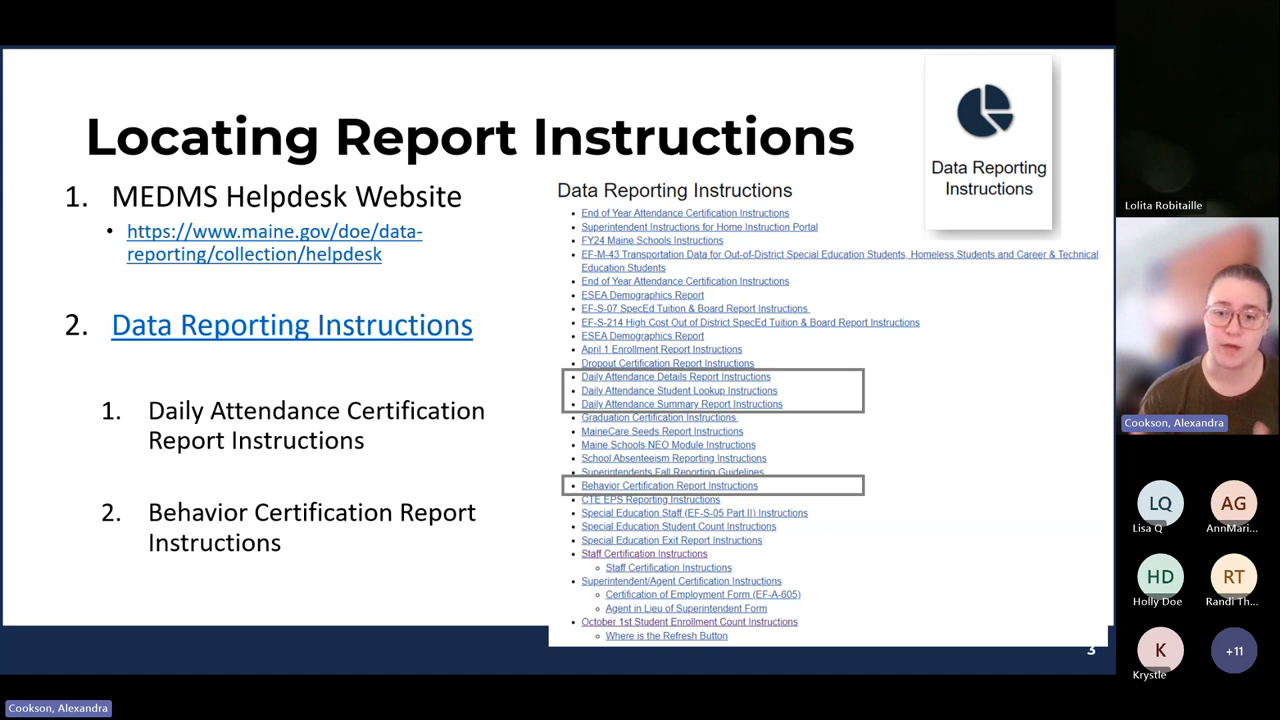 Locating Report Instructions
1. MEDMS Helpdesk Website
• https://www.maine.gov/doe/data-
reporting/collection/helpdesk
2. Data Reporting Instructions
1. Daily Attendance Certification
Report Instructions
2. Behavior Certification Report
Instructions
Data Reporting
Instructions
Data Reporting Instructions
• End of Year Attendance Certification Instructions
• Superintendent Instructions for Home Instruction Portal
• FY24 Maine Schools Instructions
• EF-M-43 Transportation Data for Out-of-District Special Education Students, Homeless Students and Career & Technical
Education Students
• End of Year Attendance Certification Instructions
• ESEA Demographics Report
• EF-S-07 SpecEd Tuition & Board Report Instructions
• EF-S-214 High Cost Out of District SpecEd Tuition & Board Report Instructions
• ESEA Demographics Report
• April 1 Enrollment Report Instructions
• Dropout Certification Report Instructions
• Daily Attendance Details Report Instructions
• Daily Attendance Student Lookup Instructions
• Daily Attendance Summary Report Instructions
• Graduation Certification Instructions
• MaineCare Seeds Report Instructions
• Maine Schools NEO Module Instructions
• School Absenteeism Reporting Instructions
• Superintendents Fall Reporting Guidelines
• Behavior Certification Report Instructions
• CTE EPS Reporting Instructions
• Special Education Staff (EF-S-05 Part II) Instructions
• Special Education Student Count Instructions
• Special Education Exit Report Instructions
• Staff Certification Instructions
○ Staff Certification Instructions
• Superintendent/Agent Certification Instructions
○ Certification of Employment Form (EF-A-605)
○ Agent in Lieu of Superintendent Form
• October 1st Student Enrollment Count Instructions
○ Where is the Refresh Button
3
Cookson, Alexandra
Lolita Robitaille
Cookson, Alexandra
LQ
Lisa Q
AG
AnnMari...
HD
Holly Doe
RT
Randi Th...
K
Krystle
+11